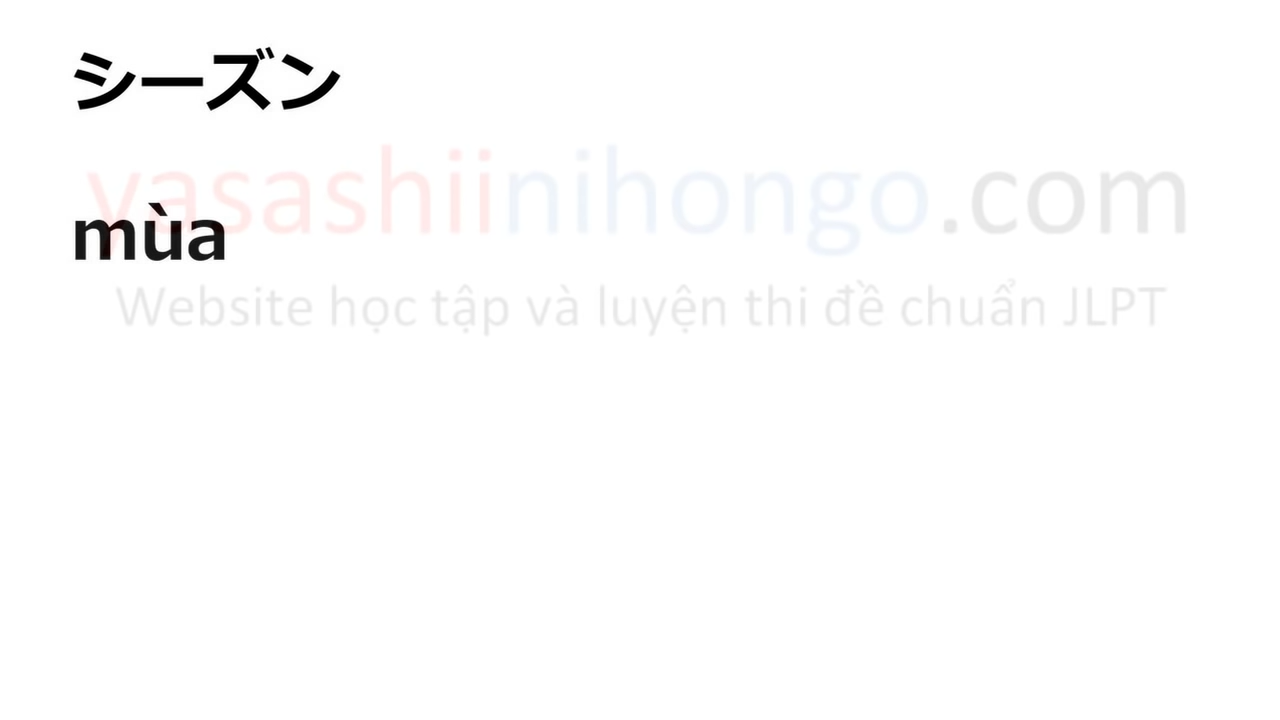 シーズン
yasashiinihongo.com
mùa
Website học tập và luyện thi đề chuẩn JLPT